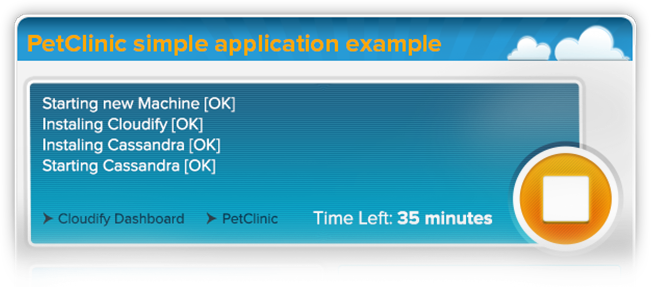 PetClinic simple application example
Starting new Machine [OK]
Instaling Cloudify [OK]
Instaling Cassandra [OK]
Starting Cassandra [OK]
Cloudify Dashboard PetClinic Time Left: 35 minutes